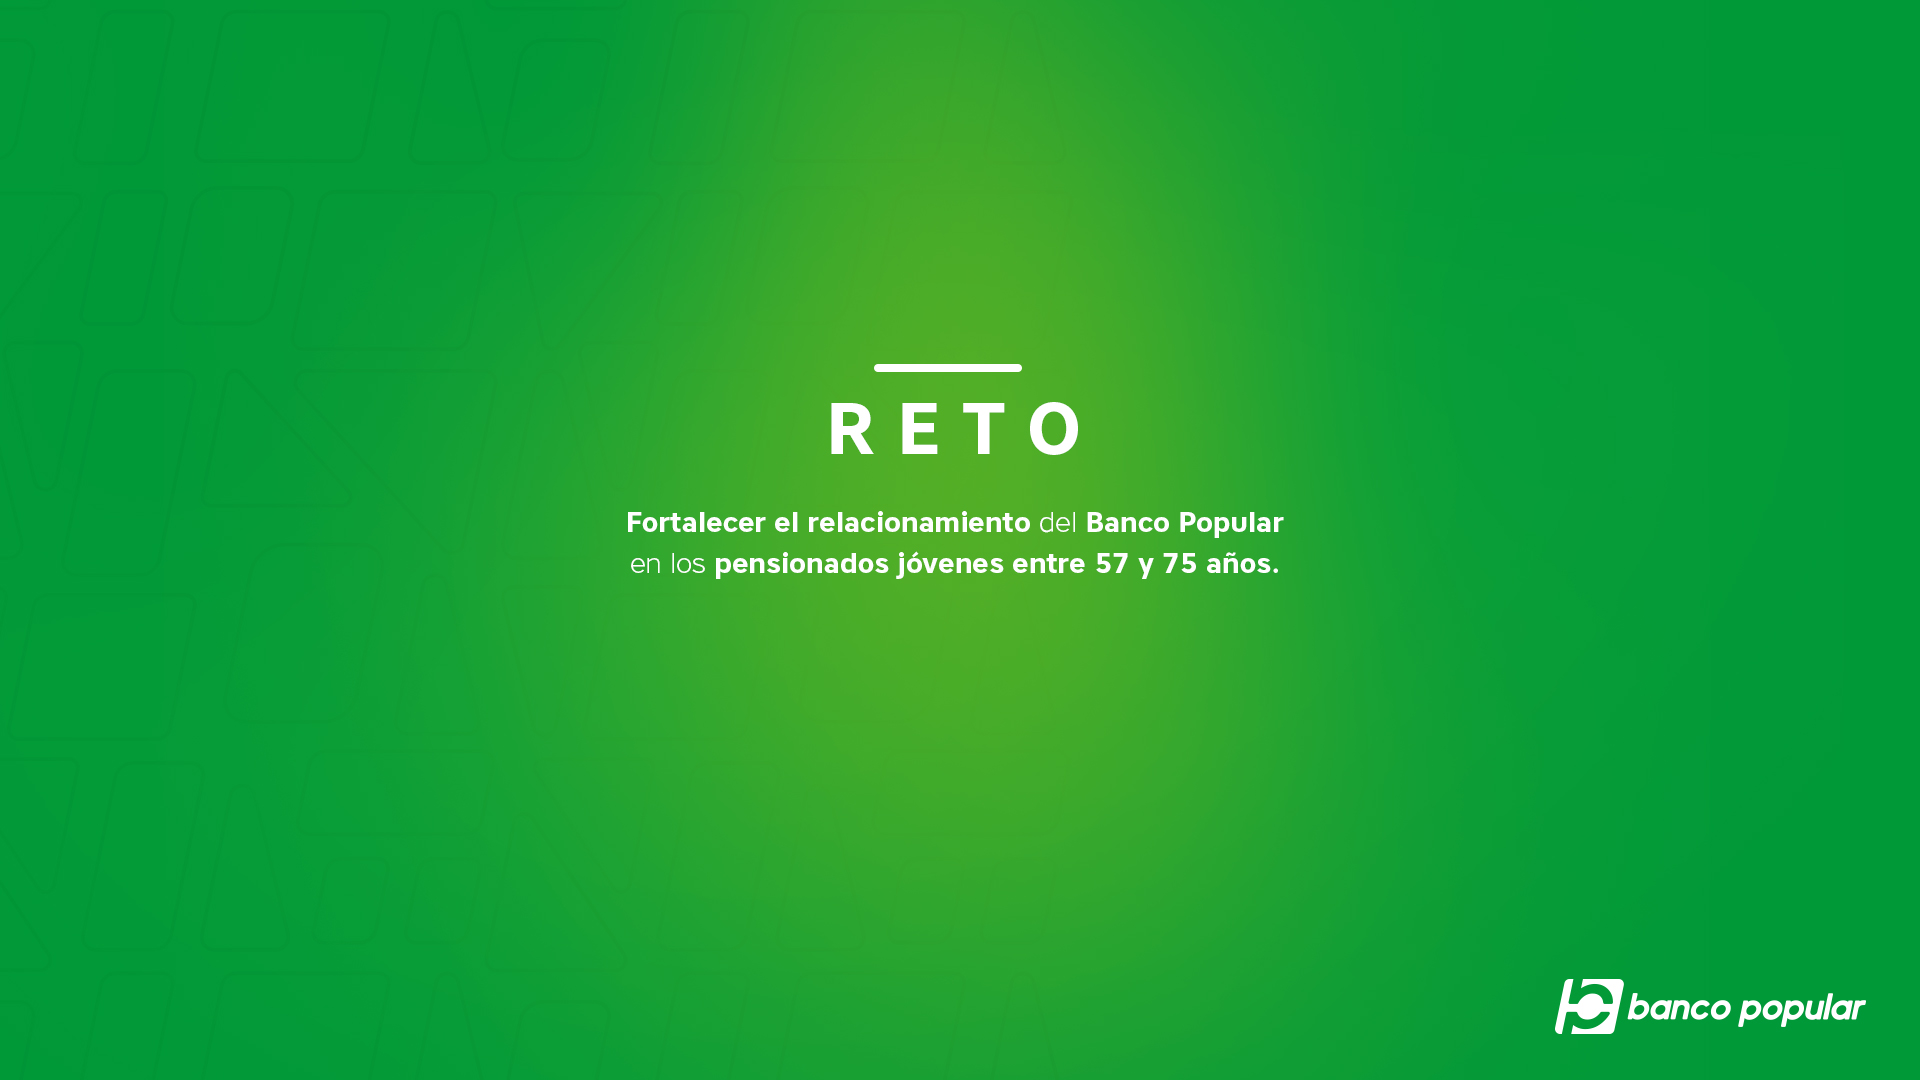 RETO
Fortalecer el relacionamiento del Banco Popular
en los pensionados jóvenes entre 57 y 75 años.
banco popular